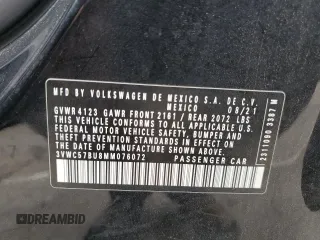 MFD BY VOLKSWAGEN DE MEXICO S.A. DE C.V.
MEXICO 08/21
GVWR 4123 GAWR FRONT 2161 / REAR 2072 LBS
THIS VEHICLE CONFORMS TO ALL APPLICABLE U.S.
FEDERAL MOTOR VEHICLE SAFETY,
BUMPER AND THEFT PREVENTION STANDARDS
IN EFFECT ON THE DATE OF MANUFACTURE
SHOWN ABOVE.
3VWC57BU8MM076072 PASSENGER CAR
AUTOBIDMASTER